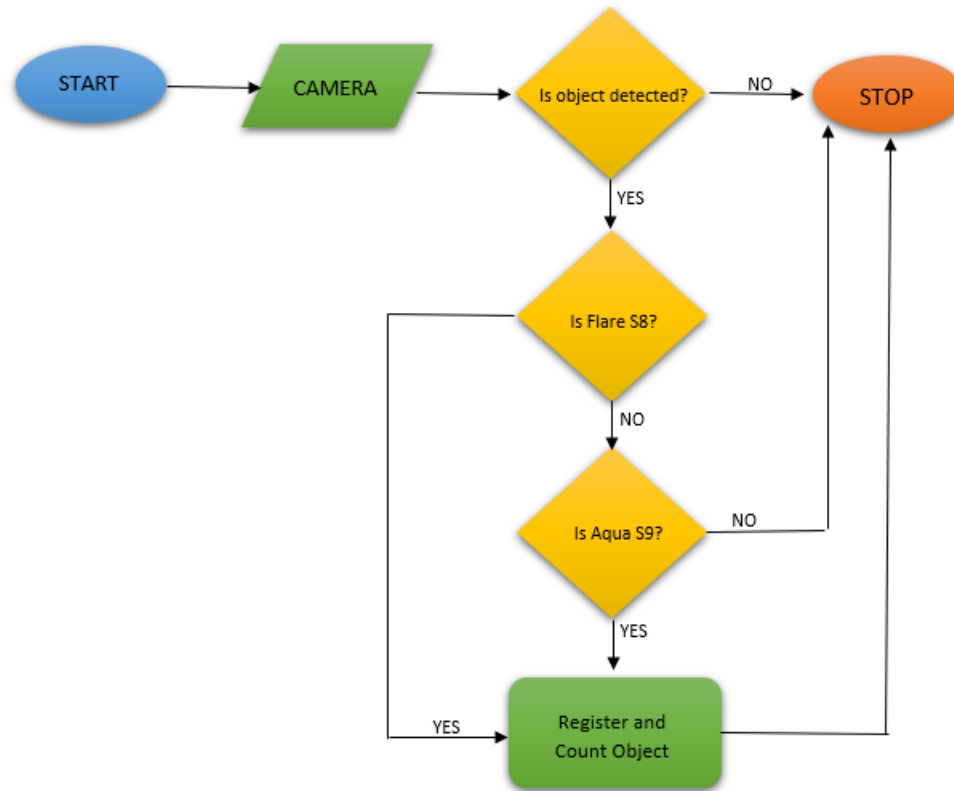 START
CAMERA
Is object detected?
NO
STOP
YES
Is Flare S8?
NO
Is Aqua S9?
NO
YES
YES
Register and
Count Object